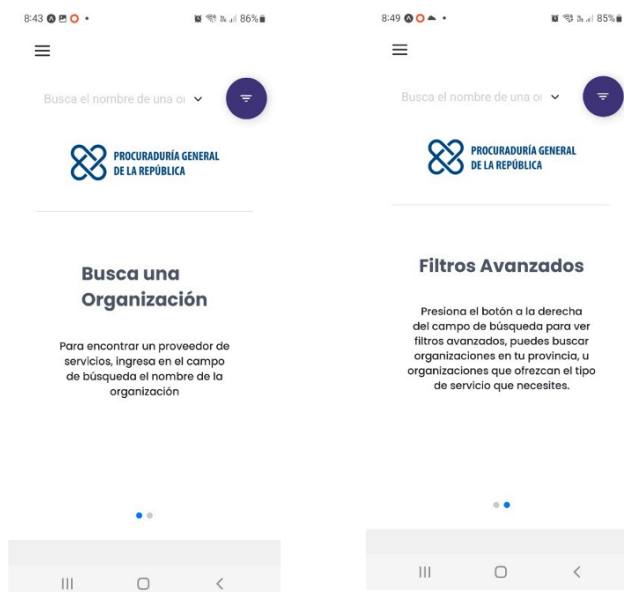 8:43
86%
Busca el nombre de una or
PROCURADURÍA GENERAL
DE LA REPÚBLICA
Busca una
Organización
Para encontrar un proveedor de
servicios, ingresa en el campo
de búsqueda el nombre de la
organización
8:49
85%
Busca el nombre de una or
PROCURADURÍA GENERAL
DE LA REPÚBLICA
Filtros Avanzados
Presiona el botón a la derecha
del campo de búsqueda para ver
filtros avanzados, puedes buscar
organizaciones en tu provincia, u
organizaciones que ofrezcan el tipo
de servicio que necesites.